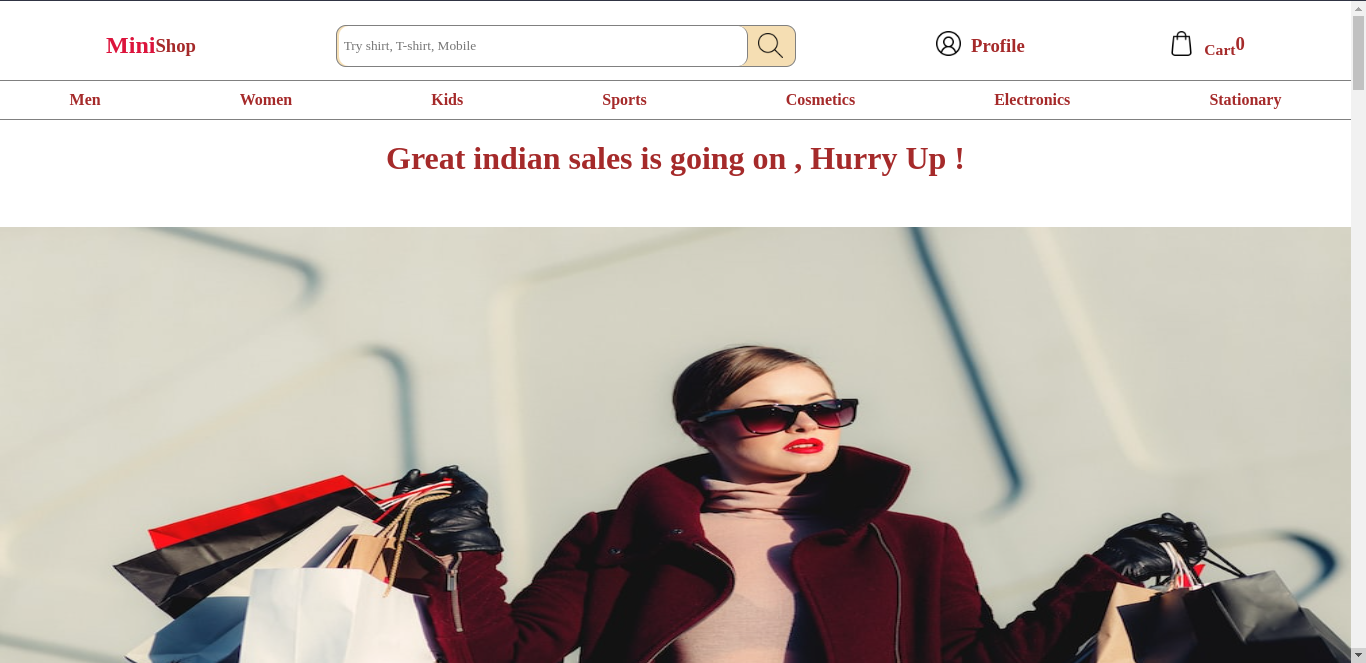 MiniShop Try shirt, T-shirt, Mobile Profile Cart0
Men Women Kids Sports Cosmetics Electronics Stationary
Great indian sales is going on , Hurry Up !